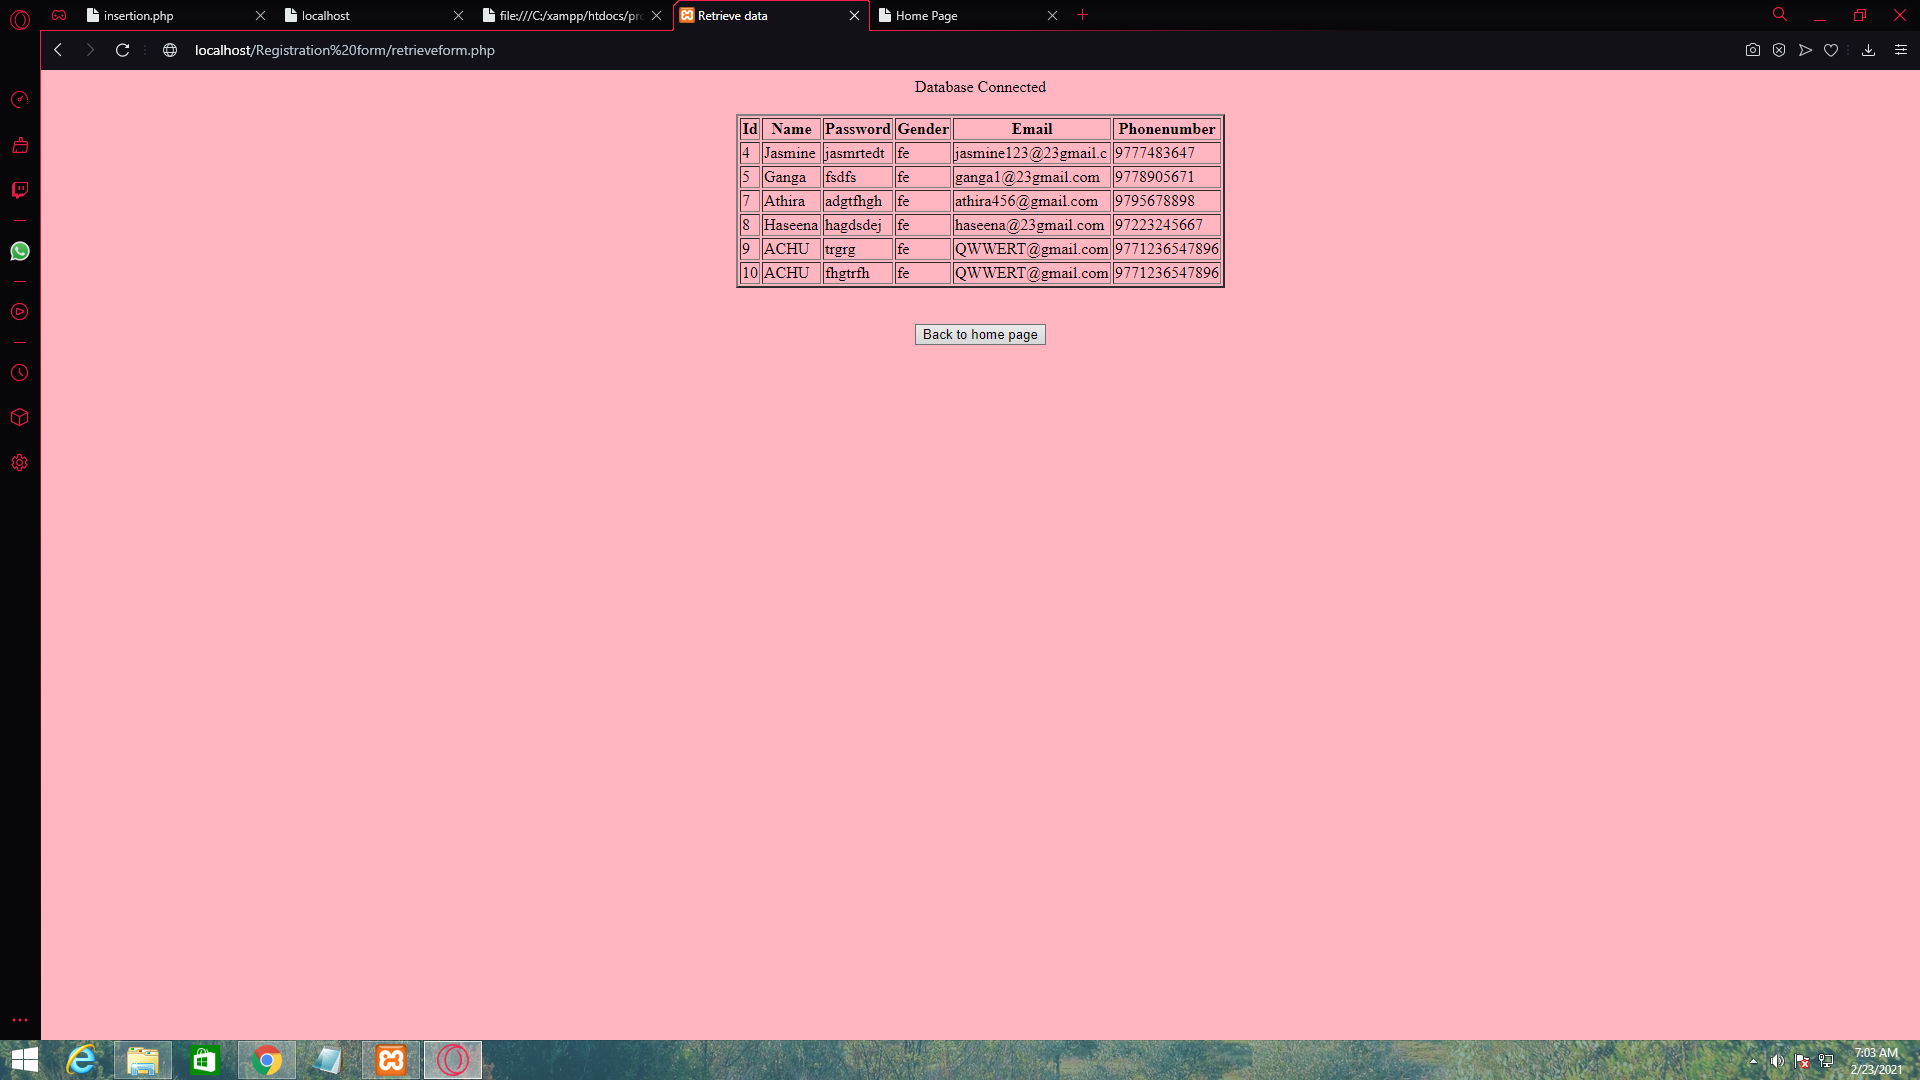 insertion.php
localhost
file:///C:/xampp/htdocs/pro
Retrieve data
Home Page
localhost/Registration%20form/retrieveform.php
Database Connected
Id Name Password Gender Email Phonenumber
4 Jasmine jasmrtedt fe jasmine123@23gmail.c 9777483647
5 Ganga fsdfs fe ganga1@23gmail.com 9778905671
7 Athira adgtfhgh fe athira456@gmail.com 9795678898
8 Haseena hagdsdej fe haseena@23gmail.com 97223245667
9 ACHU trgrg fe QWWERT@gmail.com 9771236547896
10 ACHU fhgtrfh fe QWWERT@gmail.com 9771236547896
Back to home page
7:03 AM
2/23/2021